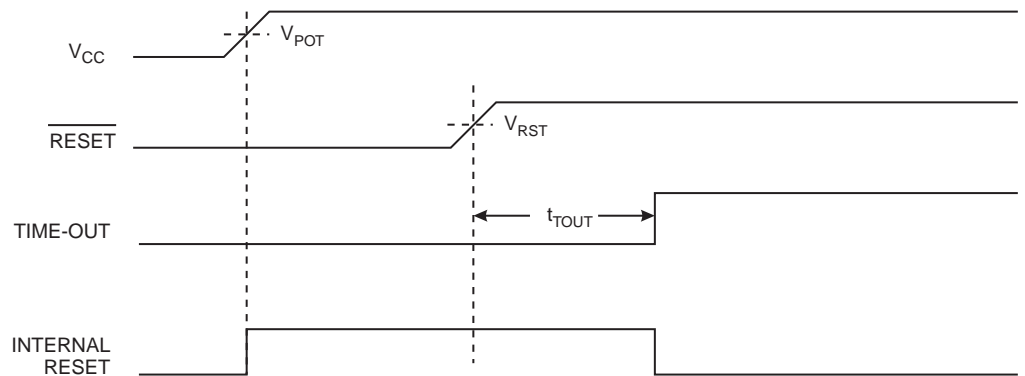 V_CC
V_POT
RESET
V_RST
TIME-OUT
t_TOUT
INTERNAL
RESET